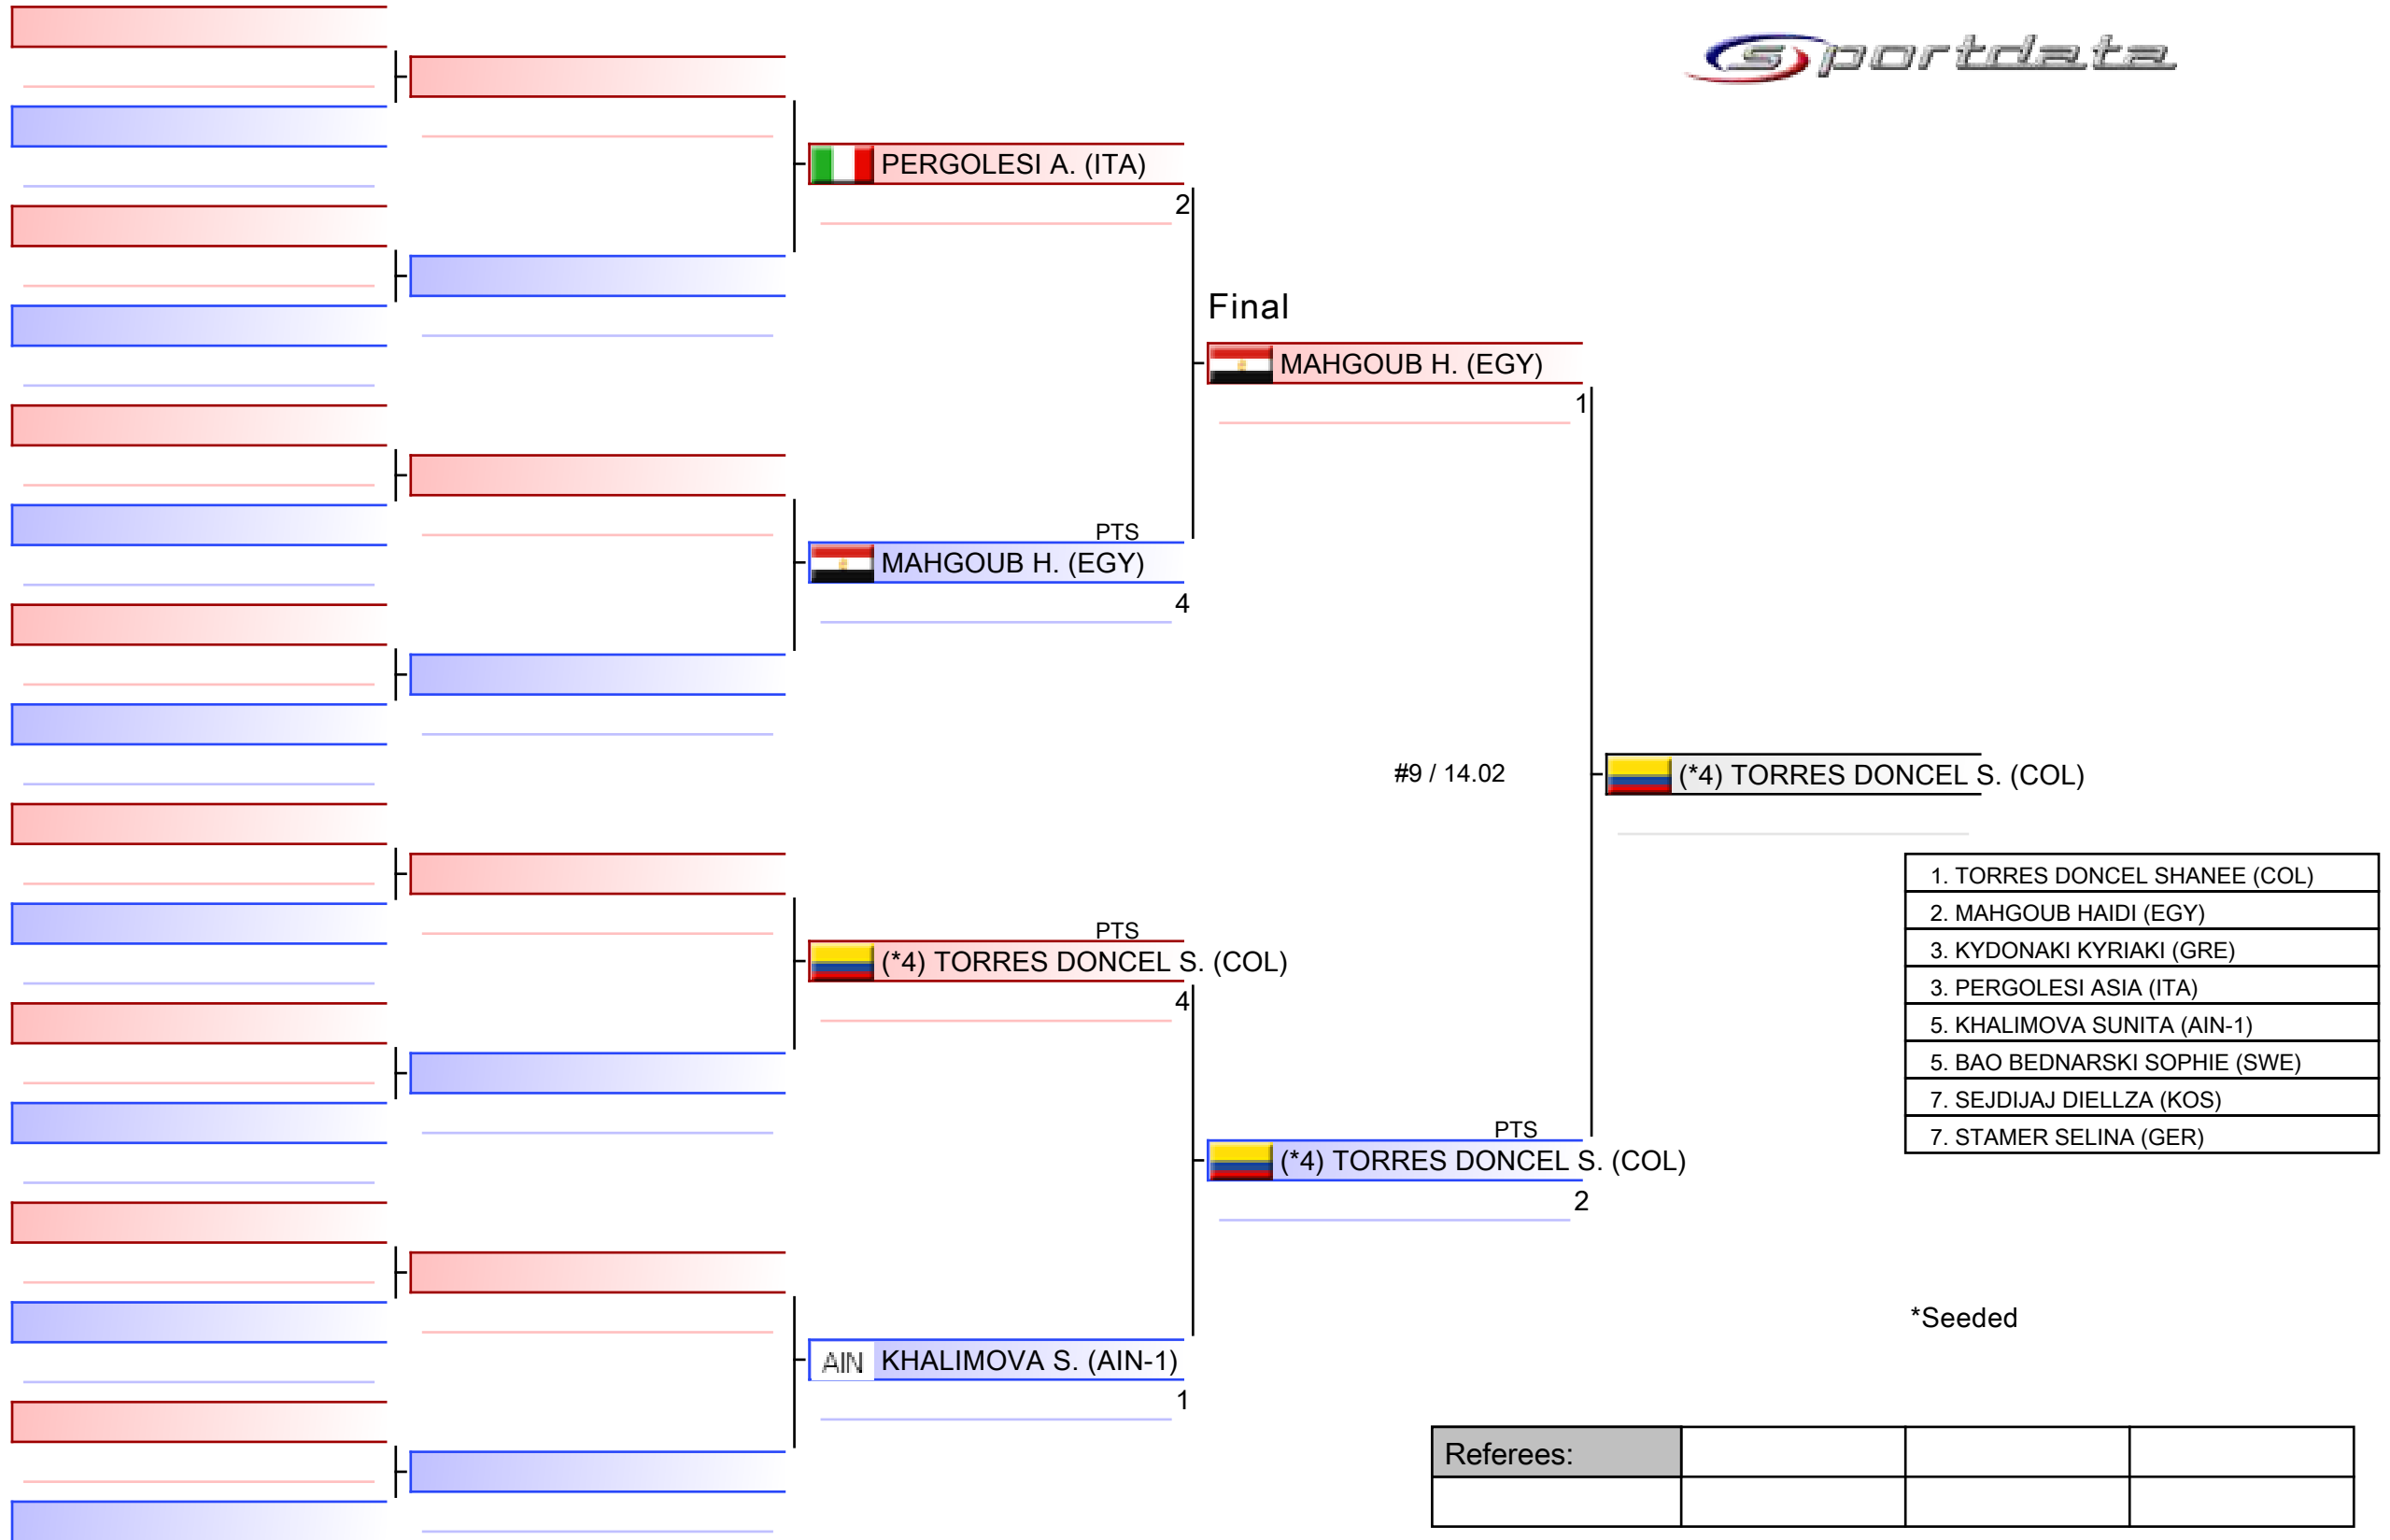 sportdata
PERGOLESI A. (ITA)
2
Final
MAHGOUB H. (EGY)
1
PTS
MAHGOUB H. (EGY)
4
#9 / 14.02
(*4) TORRES DONCEL S. (COL)
1. TORRES DONCEL SHANEE (COL)
2. MAHGOUB HAIDI (EGY)
3. KYDONAKI KYRIAKI (GRE)
3. PERGOLESI ASIA (ITA)
5. KHALIMOVA SUNITA (AIN-1)
5. BAO BEDNARSKI SOPHIE (SWE)
7. SEJDIJAJ DIELLZA (KOS)
7. STAMER SELINA (GER)
PTS
(*4) TORRES DONCEL S. (COL)
4
PTS
(*4) TORRES DONCEL S. (COL)
2
*Seeded
AIN KHALIMOVA S. (AIN-1)
1
Referees: